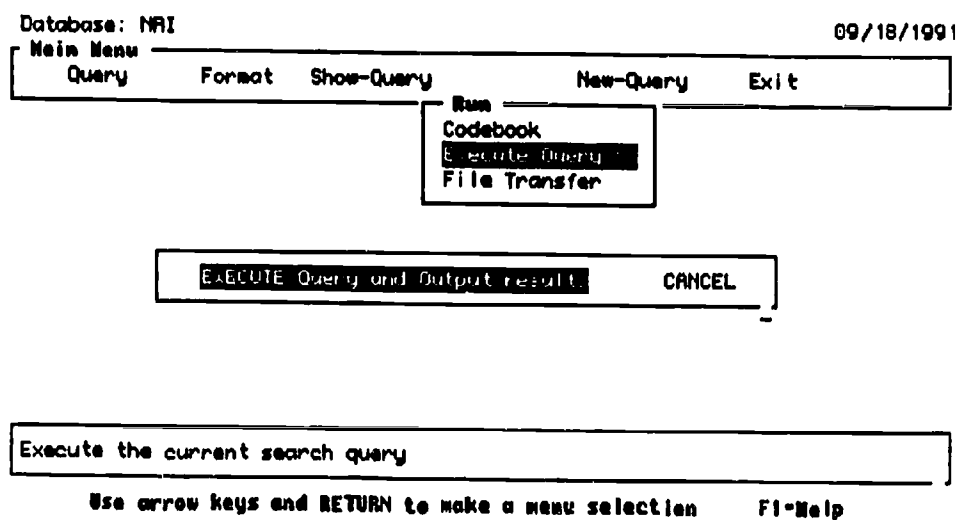 Database: NRI 09/18/1991
Main Menu
Query Format Show-Query New-Query Exit
Run
Codebook
Execute Query
File Transfer
EXECUTE Query and Output result. CANCEL
Execute the current search query
Use arrow keys and RETURN to make a menu selection F1=Help